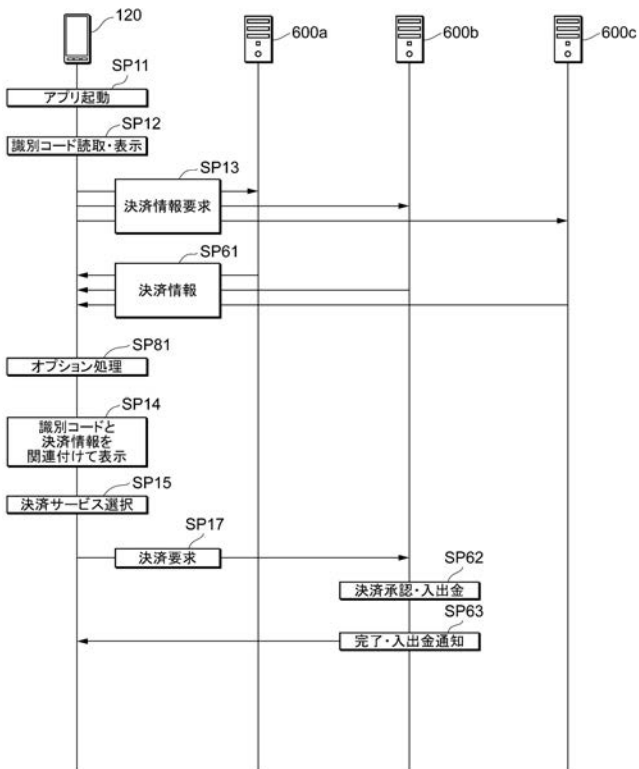 120
600a
600b
600c
SP11
アプリ起動
SP12
識別コード読取・表示
SP13
決済情報要求
SP61
決済情報
SP81
オプション処理
SP14
識別コードと
決済情報を
関連付けて表示
SP15
決済サービス選択
SP17
決済要求
SP62
決済承認・入出金
SP63
完了・入出金通知